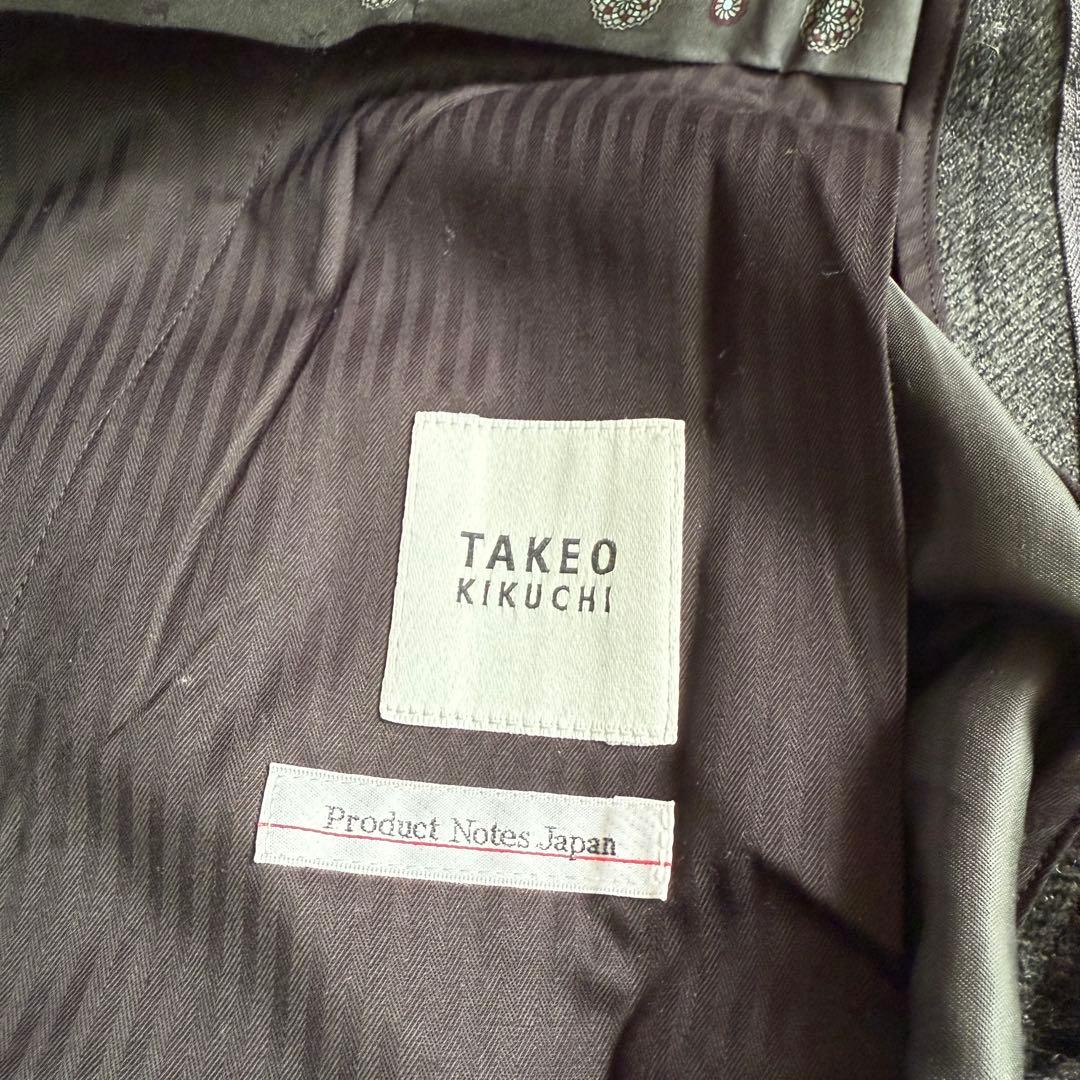 TAKEO
KIKUCHI
Product Notes Japan